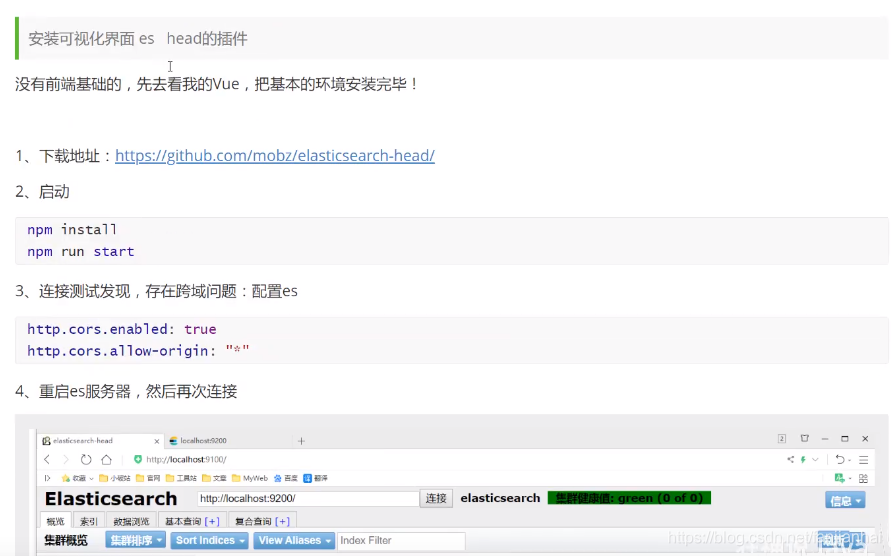 安装可视化界面 es head的插件
没有前端基础的，先去看我的Vue，把基本的环境安装完毕！
1、下载地址：https://github.com/mobz/elasticsearch-head/
2、启动
npm install
npm run start
3、连接测试发现，存在跨域问题：配置es
http.cors.enabled: true
http.cors.allow-origin: "*"
4、重启es服务器，然后再次连接
elasticsearch-head localhost:9200
http://localhost:9100/
收藏 小破站 官网 工具站 文章 MyWeb 百度 翻译
Elasticsearch http://localhost:9200/ 连接 elasticsearch 集群健康值: green (0 of 0) 信息
概览 索引 数据浏览 基本查询 [+] 复合查询 [+]
集群概览 集群排序 Sort Indices View Aliases Index Filter